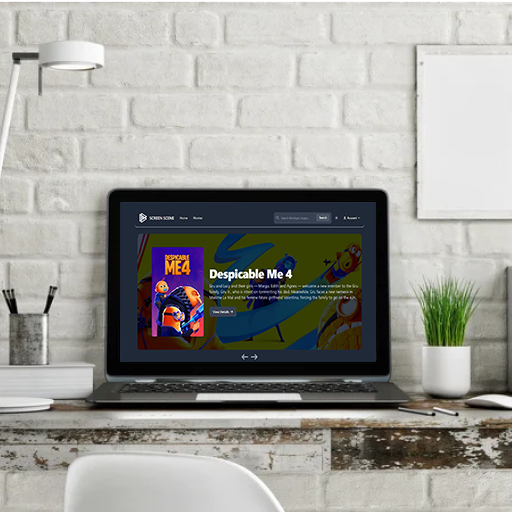 SCREEN SCENE
Home
Movies
Search
Account
DESPICABLE
ME4
Despicable Me 4
Gru and Lucy and their girls — Margo, Edith and Agnes — welcome a new member to the Gru
family, Gru Jr., who is intent on tormenting his dad. Meanwhile, Gru faces a new nemesis in
Maxime Le Mal and his femme fatale girlfriend Valentina, forcing the family to go on the run.
View Details